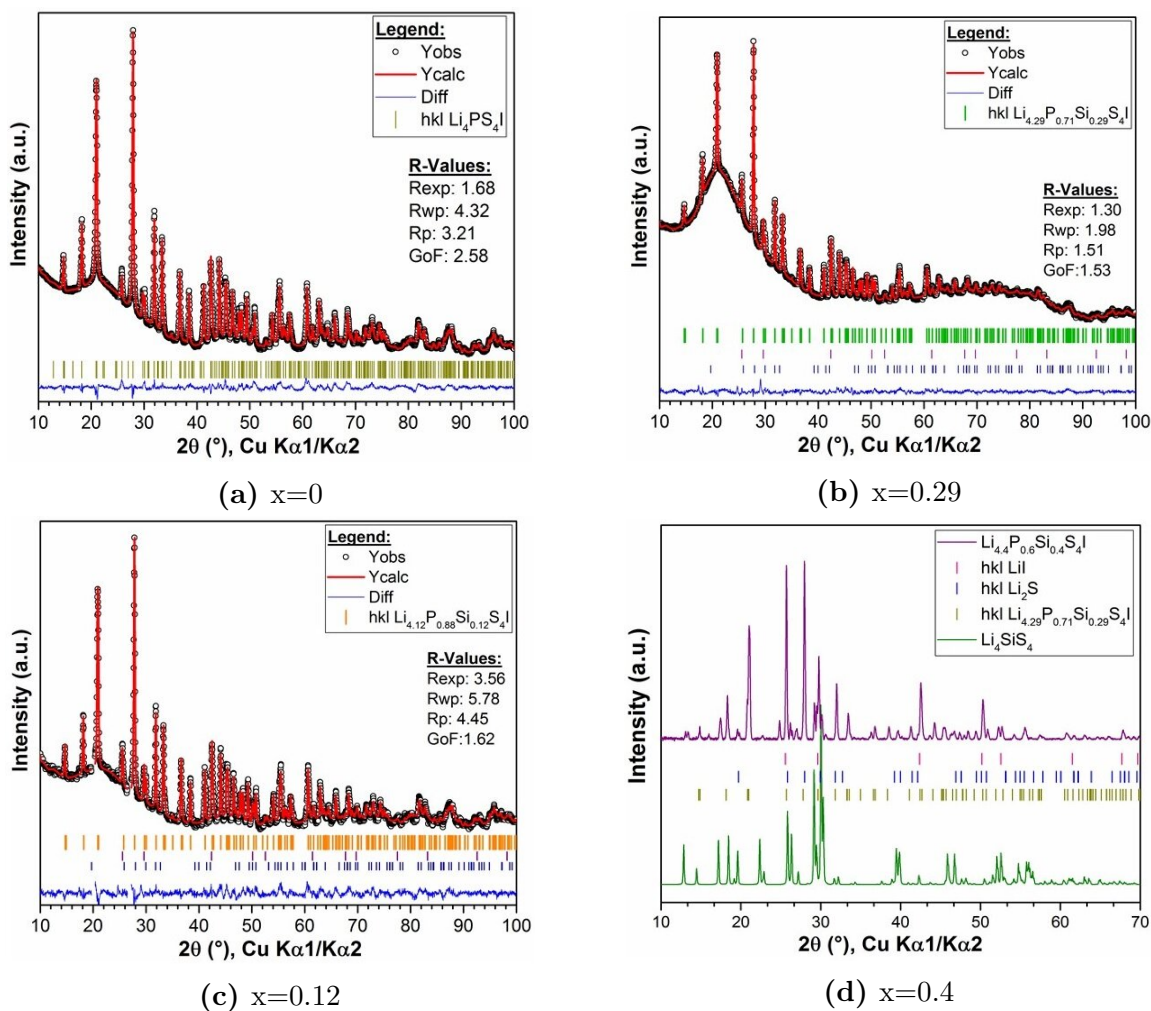 Intensity (a.u.)
Legend:
Yobs
Ycalc
Diff
hkl Li₄PS₄I
R-Values:
Rexp: 1.68
Rwp: 4.32
Rp: 3.21
GoF: 2.58
10 20 30 40 50 60 70 80 90 100
2θ (°), Cu Kα1/Kα2
(a) x=0
Intensity (a.u.)
Legend:
Yobs
Ycalc
Diff
hkl Li₄.₂₉P₀.₇₁Si₀.₂₉S₄I
R-Values:
Rexp: 1.30
Rwp: 1.98
Rp: 1.51
GoF:1.53
10 20 30 40 50 60 70 80 90 100
2θ (°), Cu Kα1/Kα2
(b) x=0.29
Intensity (a.u.)
Legend:
Yobs
Ycalc
Diff
hkl Li₄.₁₂P₀.₈₈Si₀.₁₂S₄I
R-Values:
Rexp: 3.56
Rwp: 5.78
Rp: 4.45
GoF:1.62
10 20 30 40 50 60 70 80 90 100
2θ (°), Cu Kα1/Kα2
(c) x=0.12
Intensity (a.u.)
Li₄.₄P₀.₆Si₀.₄S₄I
hkl LiI
hkl Li₂S
hkl Li₄.₂₉P₀.₇₁Si₀.₂₉S₄I
Li₄SiS₄
10 20 30 40 50 60 70
2θ (°), Cu Kα1/Kα2
(d) x=0.4